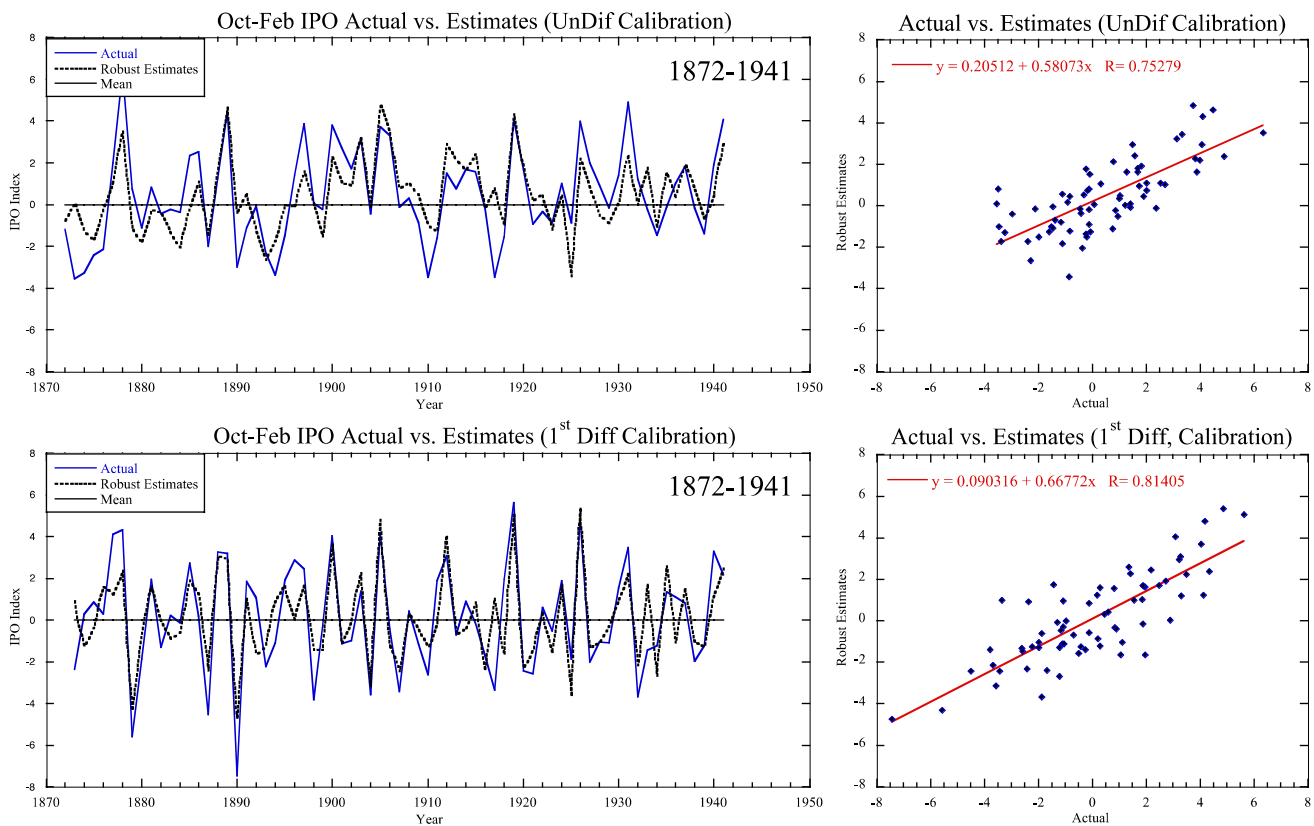 Oct-Feb IPO Actual vs. Estimates (UnDif Calibration)
8
6
4
2
0
-2
-4
-6
-8
IPO Index
Actual
Robust Estimates
Mean
1872-1941
1870 1880 1890 1900 1910 1920 1930 1940 1950
Year
Actual vs. Estimates (UnDif Calibration)
y = 0.20512 + 0.58073x R= 0.75279
8
6
4
2
0
-2
-4
-6
-8
Robust Estimates
-8 -6 -4 -2 0 2 4 6 8
Actual
Oct-Feb IPO Actual vs. Estimates (1st Diff Calibration)
8
6
4
2
0
-2
-4
-6
-8
IPO Index
Actual
Robust Estimates
Mean
1872-1941
1870 1880 1890 1900 1910 1920 1930 1940 1950
Year
Actual vs. Estimates (1st Diff, Calibration)
y = 0.090316 + 0.66772x R= 0.81405
8
6
4
2
0
-2
-4
-6
-8
Robust Estimates
-8 -6 -4 -2 0 2 4 6 8
Actual